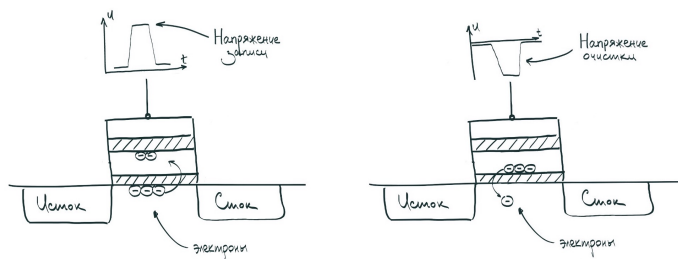 u
Напряжение
записи
t
Исток
Сток
электроны
u
t
Напряжение
очистки
Исток
Сток
электроны